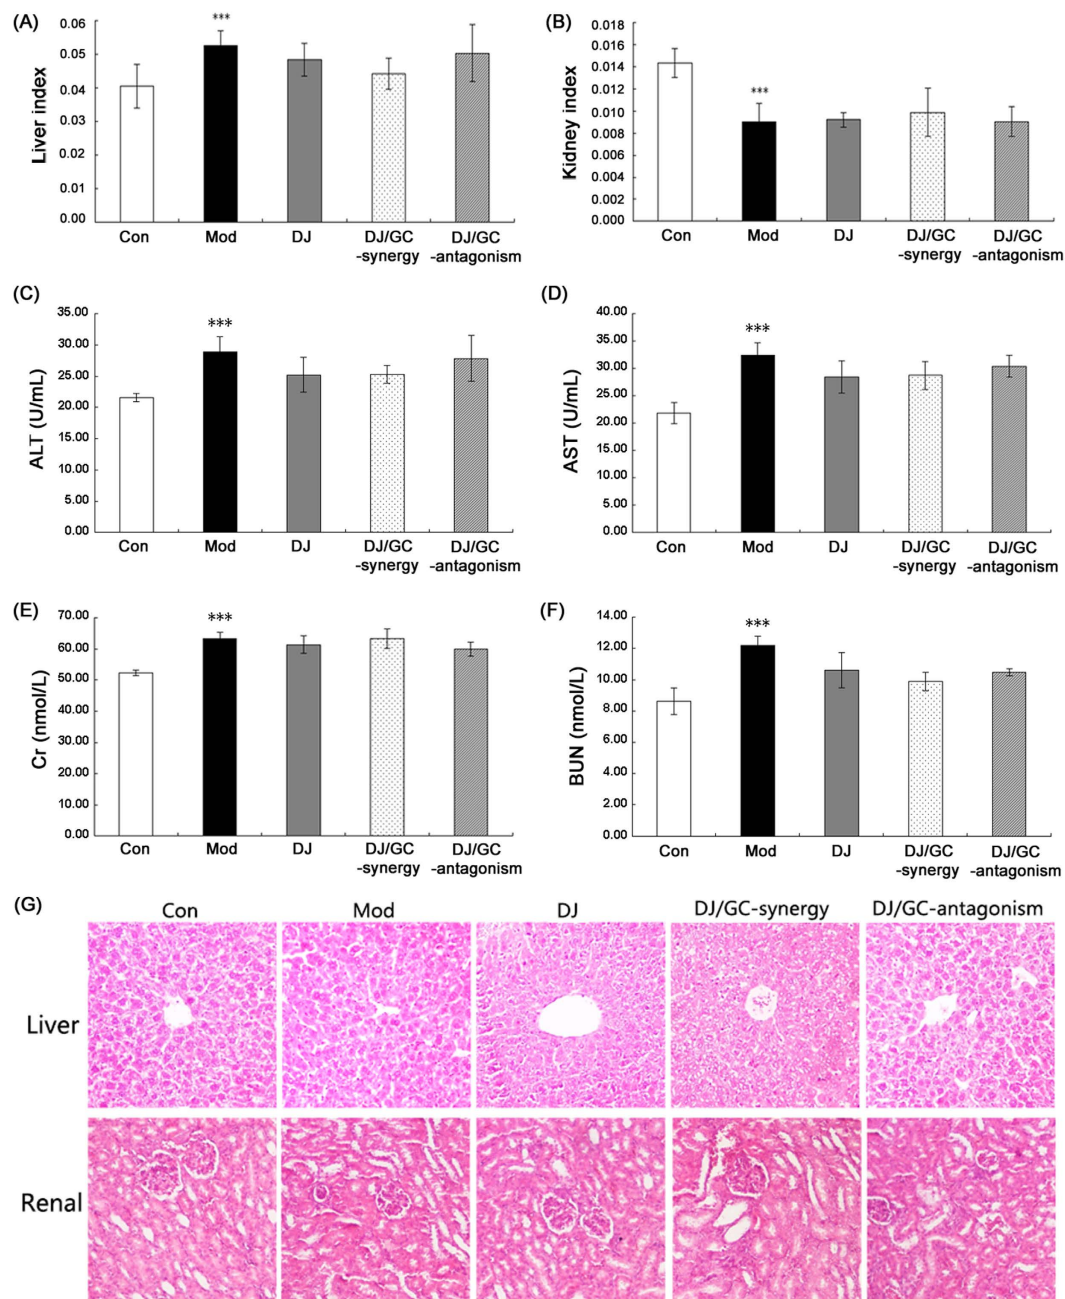 (A)
Liver index
0.06
0.05
0.04
0.03
0.02
0.01
0.00
***
Con
Mod
DJ
DJ/GC
-synergy
DJ/GC
-antagonism
(B)
Kidney index
0.018
0.016
0.014
0.012
0.010
0.008
0.006
0.004
0.002
0.000
***
Con
Mod
DJ
DJ/GC
-synergy
DJ/GC
-antagonism
(C)
ALT (U/mL)
35.00
30.00
25.00
20.00
15.00
10.00
5.00
0.00
***
Con
Mod
DJ
DJ/GC
-synergy
DJ/GC
-antagonism
(D)
AST (U/mL)
40.00
35.00
30.00
25.00
20.00
15.00
10.00
5.00
0.00
***
Con
Mod
DJ
DJ/GC
-synergy
DJ/GC
-antagonism
(E)
Cr (nmol/L)
70.00
60.00
50.00
40.00
30.00
20.00
10.00
0.00
***
Con
Mod
DJ
DJ/GC
-synergy
DJ/GC
-antagonism
(F)
BUN (nmol/L)
14.00
12.00
10.00
8.00
6.00
4.00
2.00
0.00
***
Con
Mod
DJ
DJ/GC
-synergy
DJ/GC
-antagonism
(G)
Con Mod DJ DJ/GC-synergy DJ/GC-antagonism
Liver
Renal